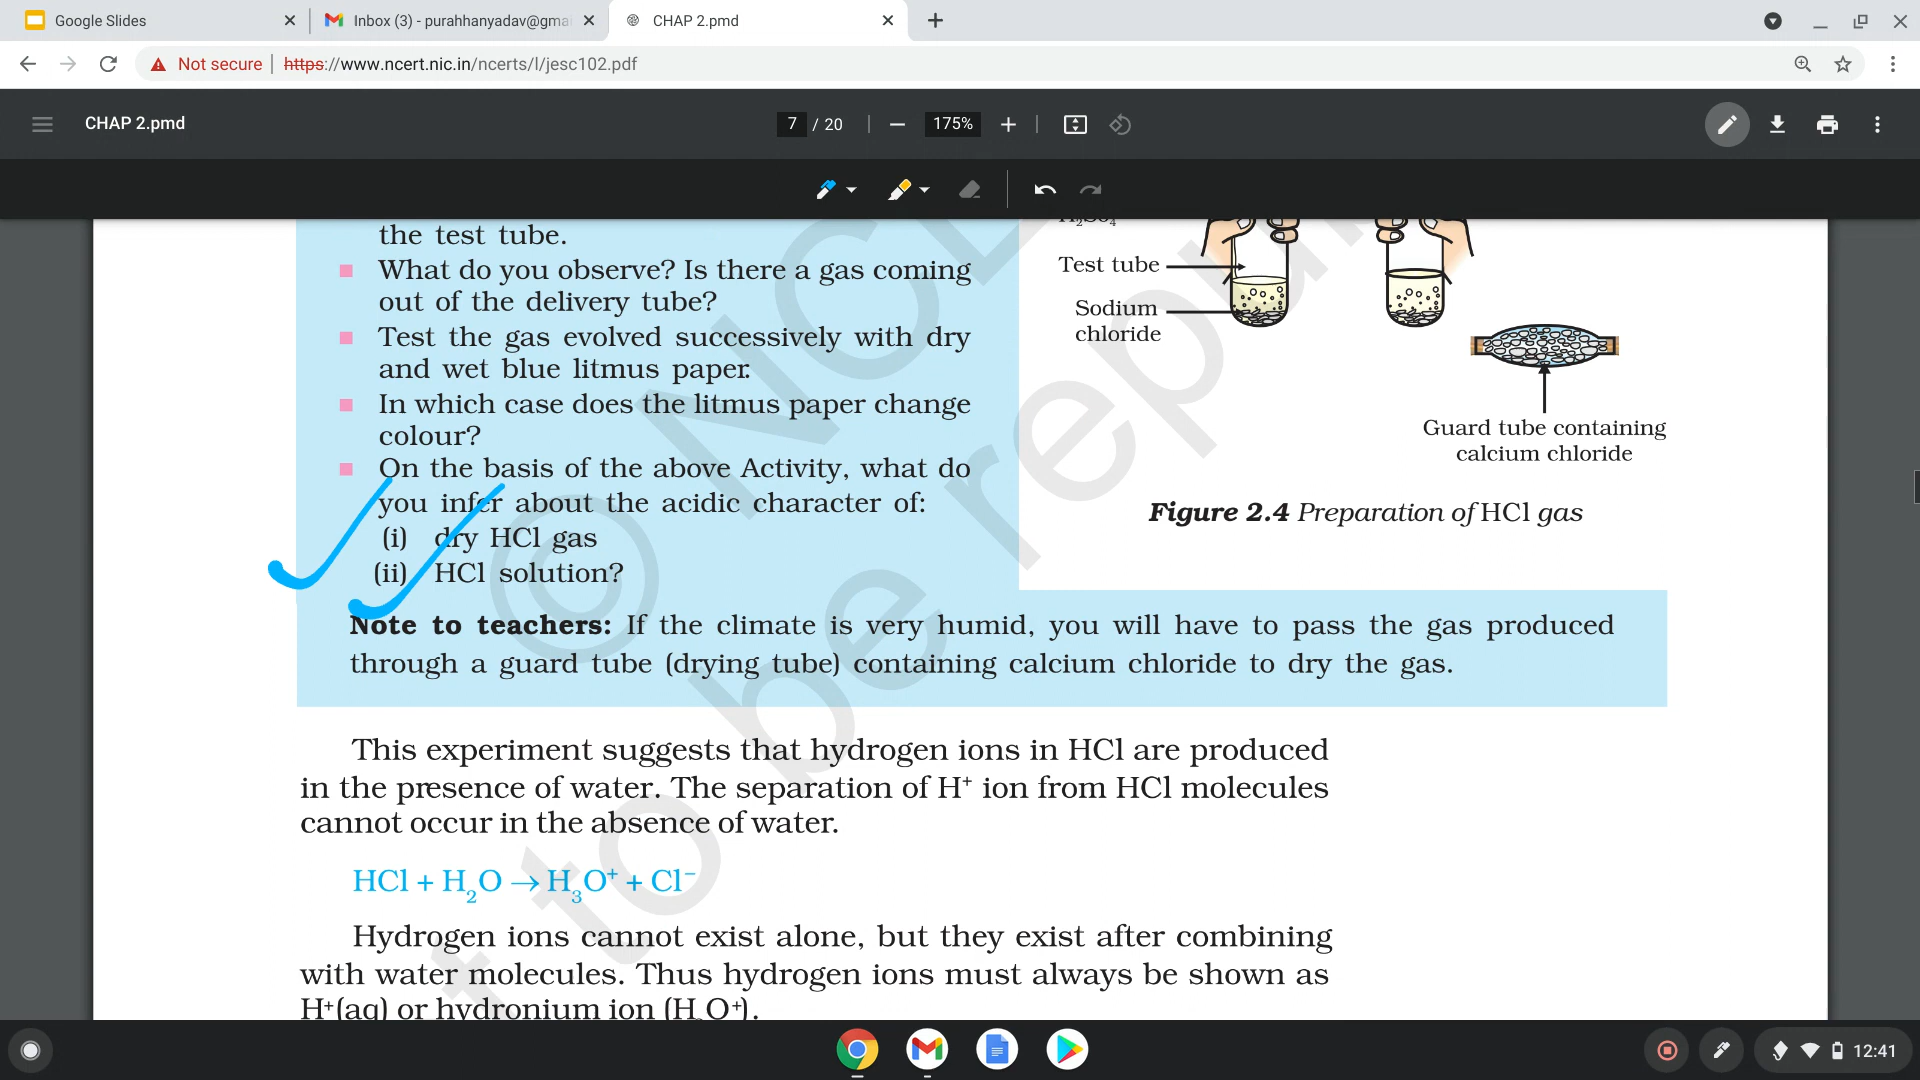 Google Slides
Inbox (3) - purahhanyadav@gma
CHAP 2.pmd
Not secure
https://www.ncert.nic.in/ncerts/l/jesc102.pdf
CHAP 2.pmd
7 / 20
175%
the test tube.
What do you observe? Is there a gas coming
out of the delivery tube?
Test the gas evolved successively with dry
and wet blue litmus paper.
In which case does the litmus paper change
colour?
On the basis of the above Activity, what do
you infer about the acidic character of:
(i) dry HCl gas
(ii) HCl solution?
Test tube
Sodium
chloride
Guard tube containing
calcium chloride
Figure 2.4 Preparation of HCl gas
Note to teachers: If the climate is very humid, you will have to pass the gas produced
through a guard tube (drying tube) containing calcium chloride to dry the gas.
This experiment suggests that hydrogen ions in HCl are produced
in the presence of water. The separation of H⁺ ion from HCl molecules
cannot occur in the absence of water.
HCl + H₂O → H₃O⁺ + Cl⁻
Hydrogen ions cannot exist alone, but they exist after combining
with water molecules. Thus hydrogen ions must always be shown as
H⁺(aq) or hydronium ion (H₃O⁺).
© NCE
t to be repu
12:41